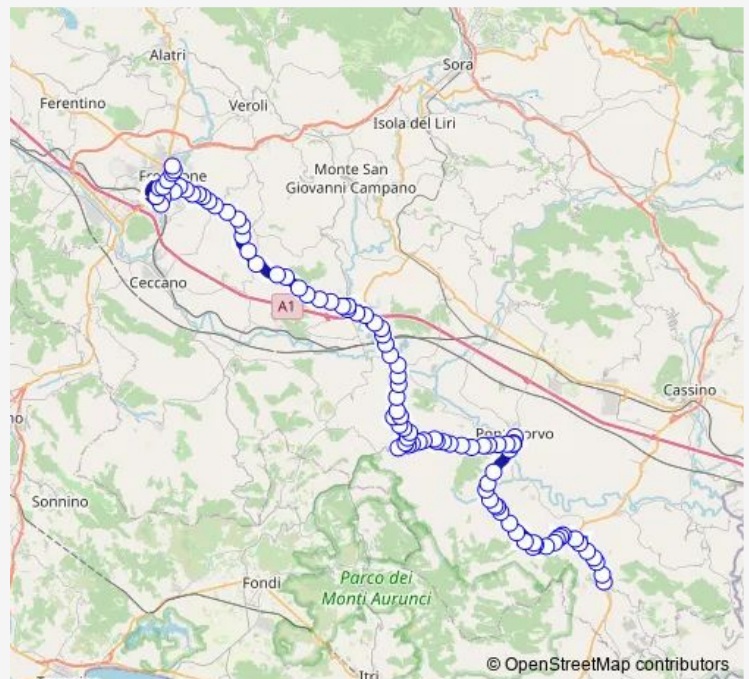 Alatri
Sora
Ferentino
Veroli
Isola del Liri
Monte San
Giovanni Campano
Ceccano
A1
Cassino
Sonnino
Fondi
Parco dei
Monti Aurunci
Itri
© OpenStreetMap contributors